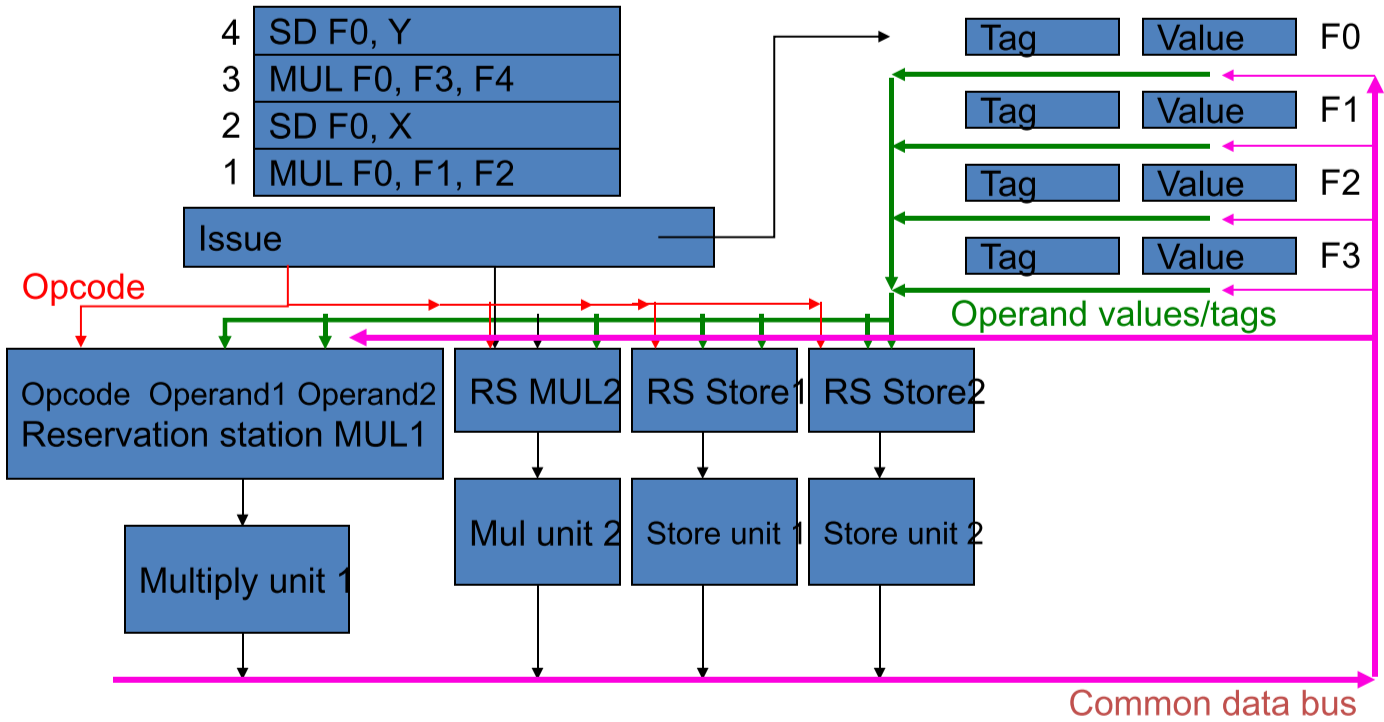 4 SD F0, Y
3 MUL F0, F3, F4
2 SD F0, X
1 MUL F0, F1, F2
Issue
Tag Value F0
Tag Value F1
Tag Value F2
Tag Value F3
Opcode
Operand values/tags
Opcode Operand1 Operand2
Reservation station MUL1
RS MUL2
RS Store1
RS Store2
Multiply unit 1
Mul unit 2
Store unit 1
Store unit 2
Common data bus